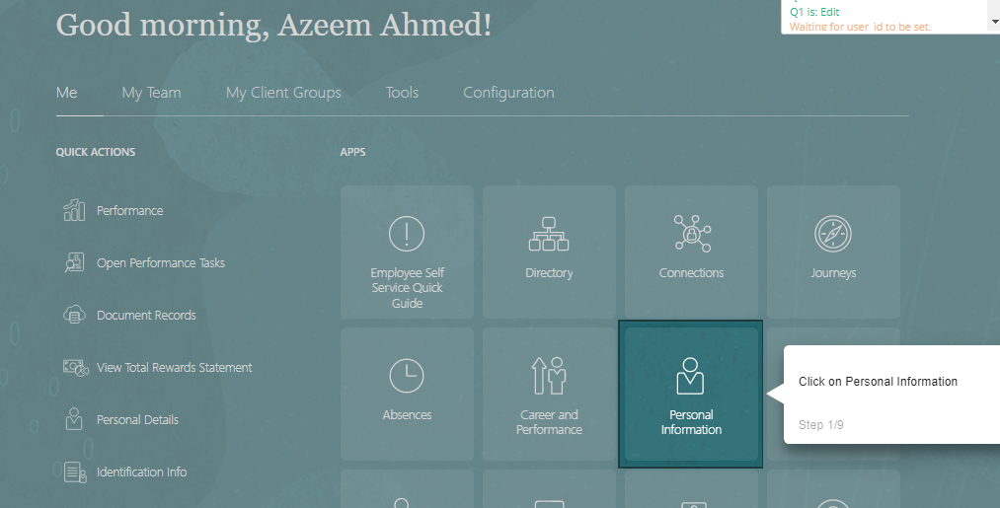 Good morning, Azeem Ahmed!
Q1 is: Edit
Waiting for user_id to be set.
Me
My Team
My Client Groups
Tools
Configuration
QUICK ACTIONS
Performance
Open Performance Tasks
Document Records
View Total Rewards Statement
Personal Details
Identification Info
APPS
Employee Self
Service Quick
Guide
Directory
Connections
Journeys
Absences
Career and
Performance
Personal
Information
Click on Personal Information
Step 1/9